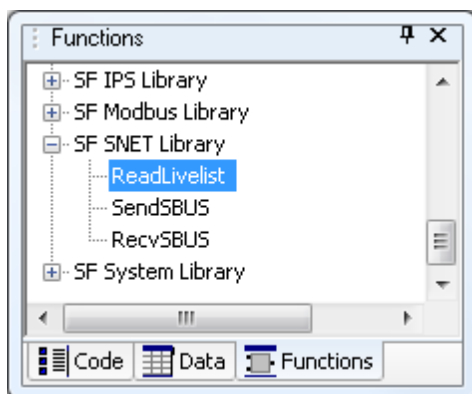 Functions
SF IPS Library
SF Modbus Library
SF SNET Library
ReadLivelist
SendSBUS
RecvSBUS
SF System Library
Code Data Functions